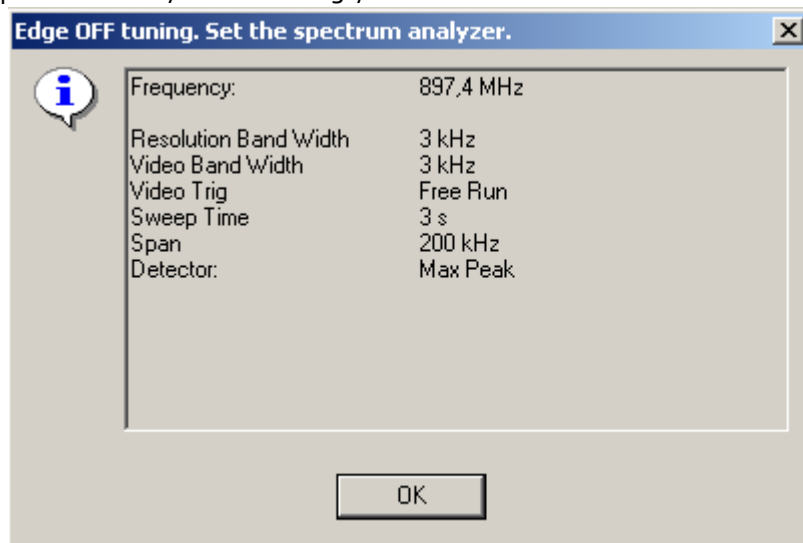 Edge OFF tuning. Set the spectrum analyzer.
Frequency: 897,4 MHz
Resolution Band Width 3 kHz
Video Band Width 3 kHz
Video Trig Free Run
Sweep Time 3 s
Span 200 kHz
Detector: Max Peak
OK